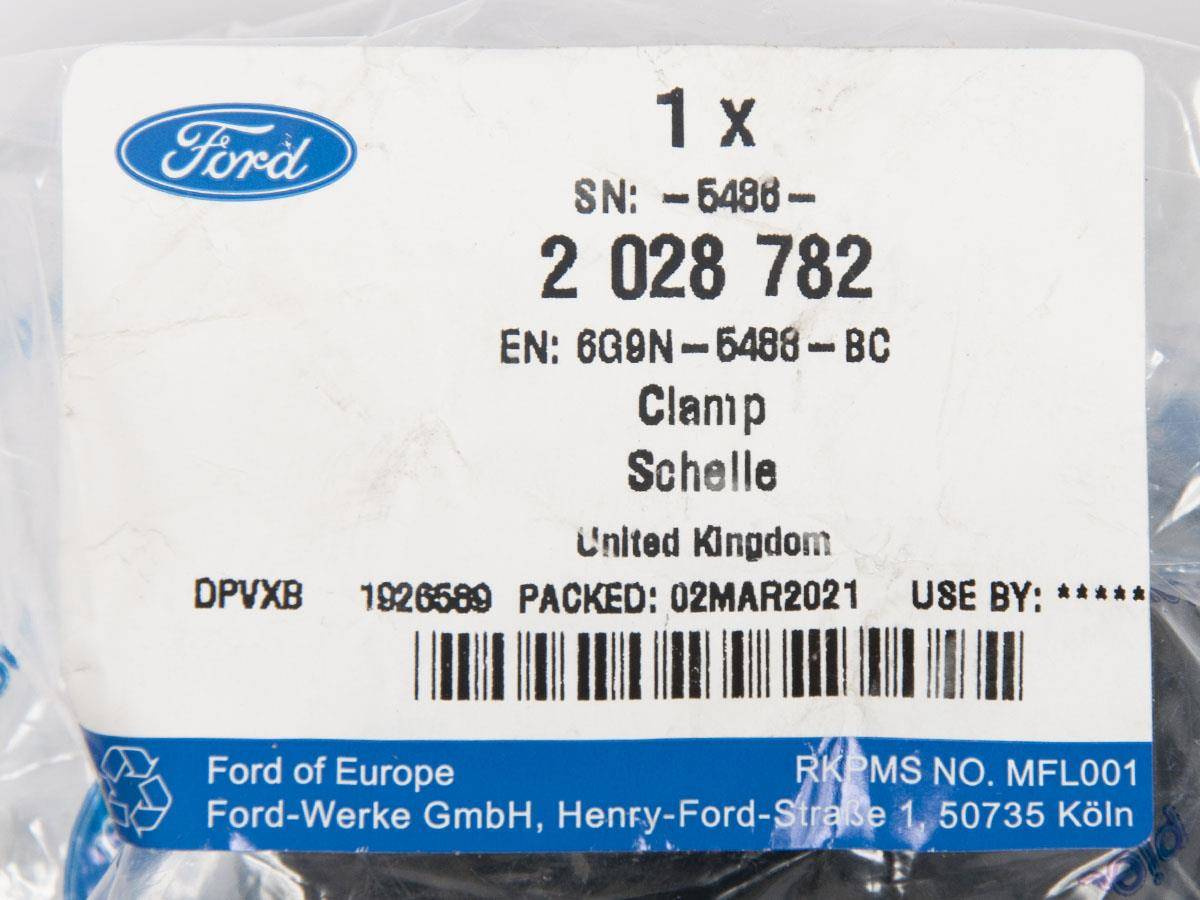 Ford
1 x
SN: -5486-
2 028 782
EN: 6G9N-5486-BC
Clamp
Schelle
United Kingdom
DPVXB 1926589 PACKED: 02MAR2021 USE BY: *****
Ford of Europe
RKPMS NO. MFL001
Ford-Werke GmbH, Henry-Ford-Straße 1, 50735 Köln